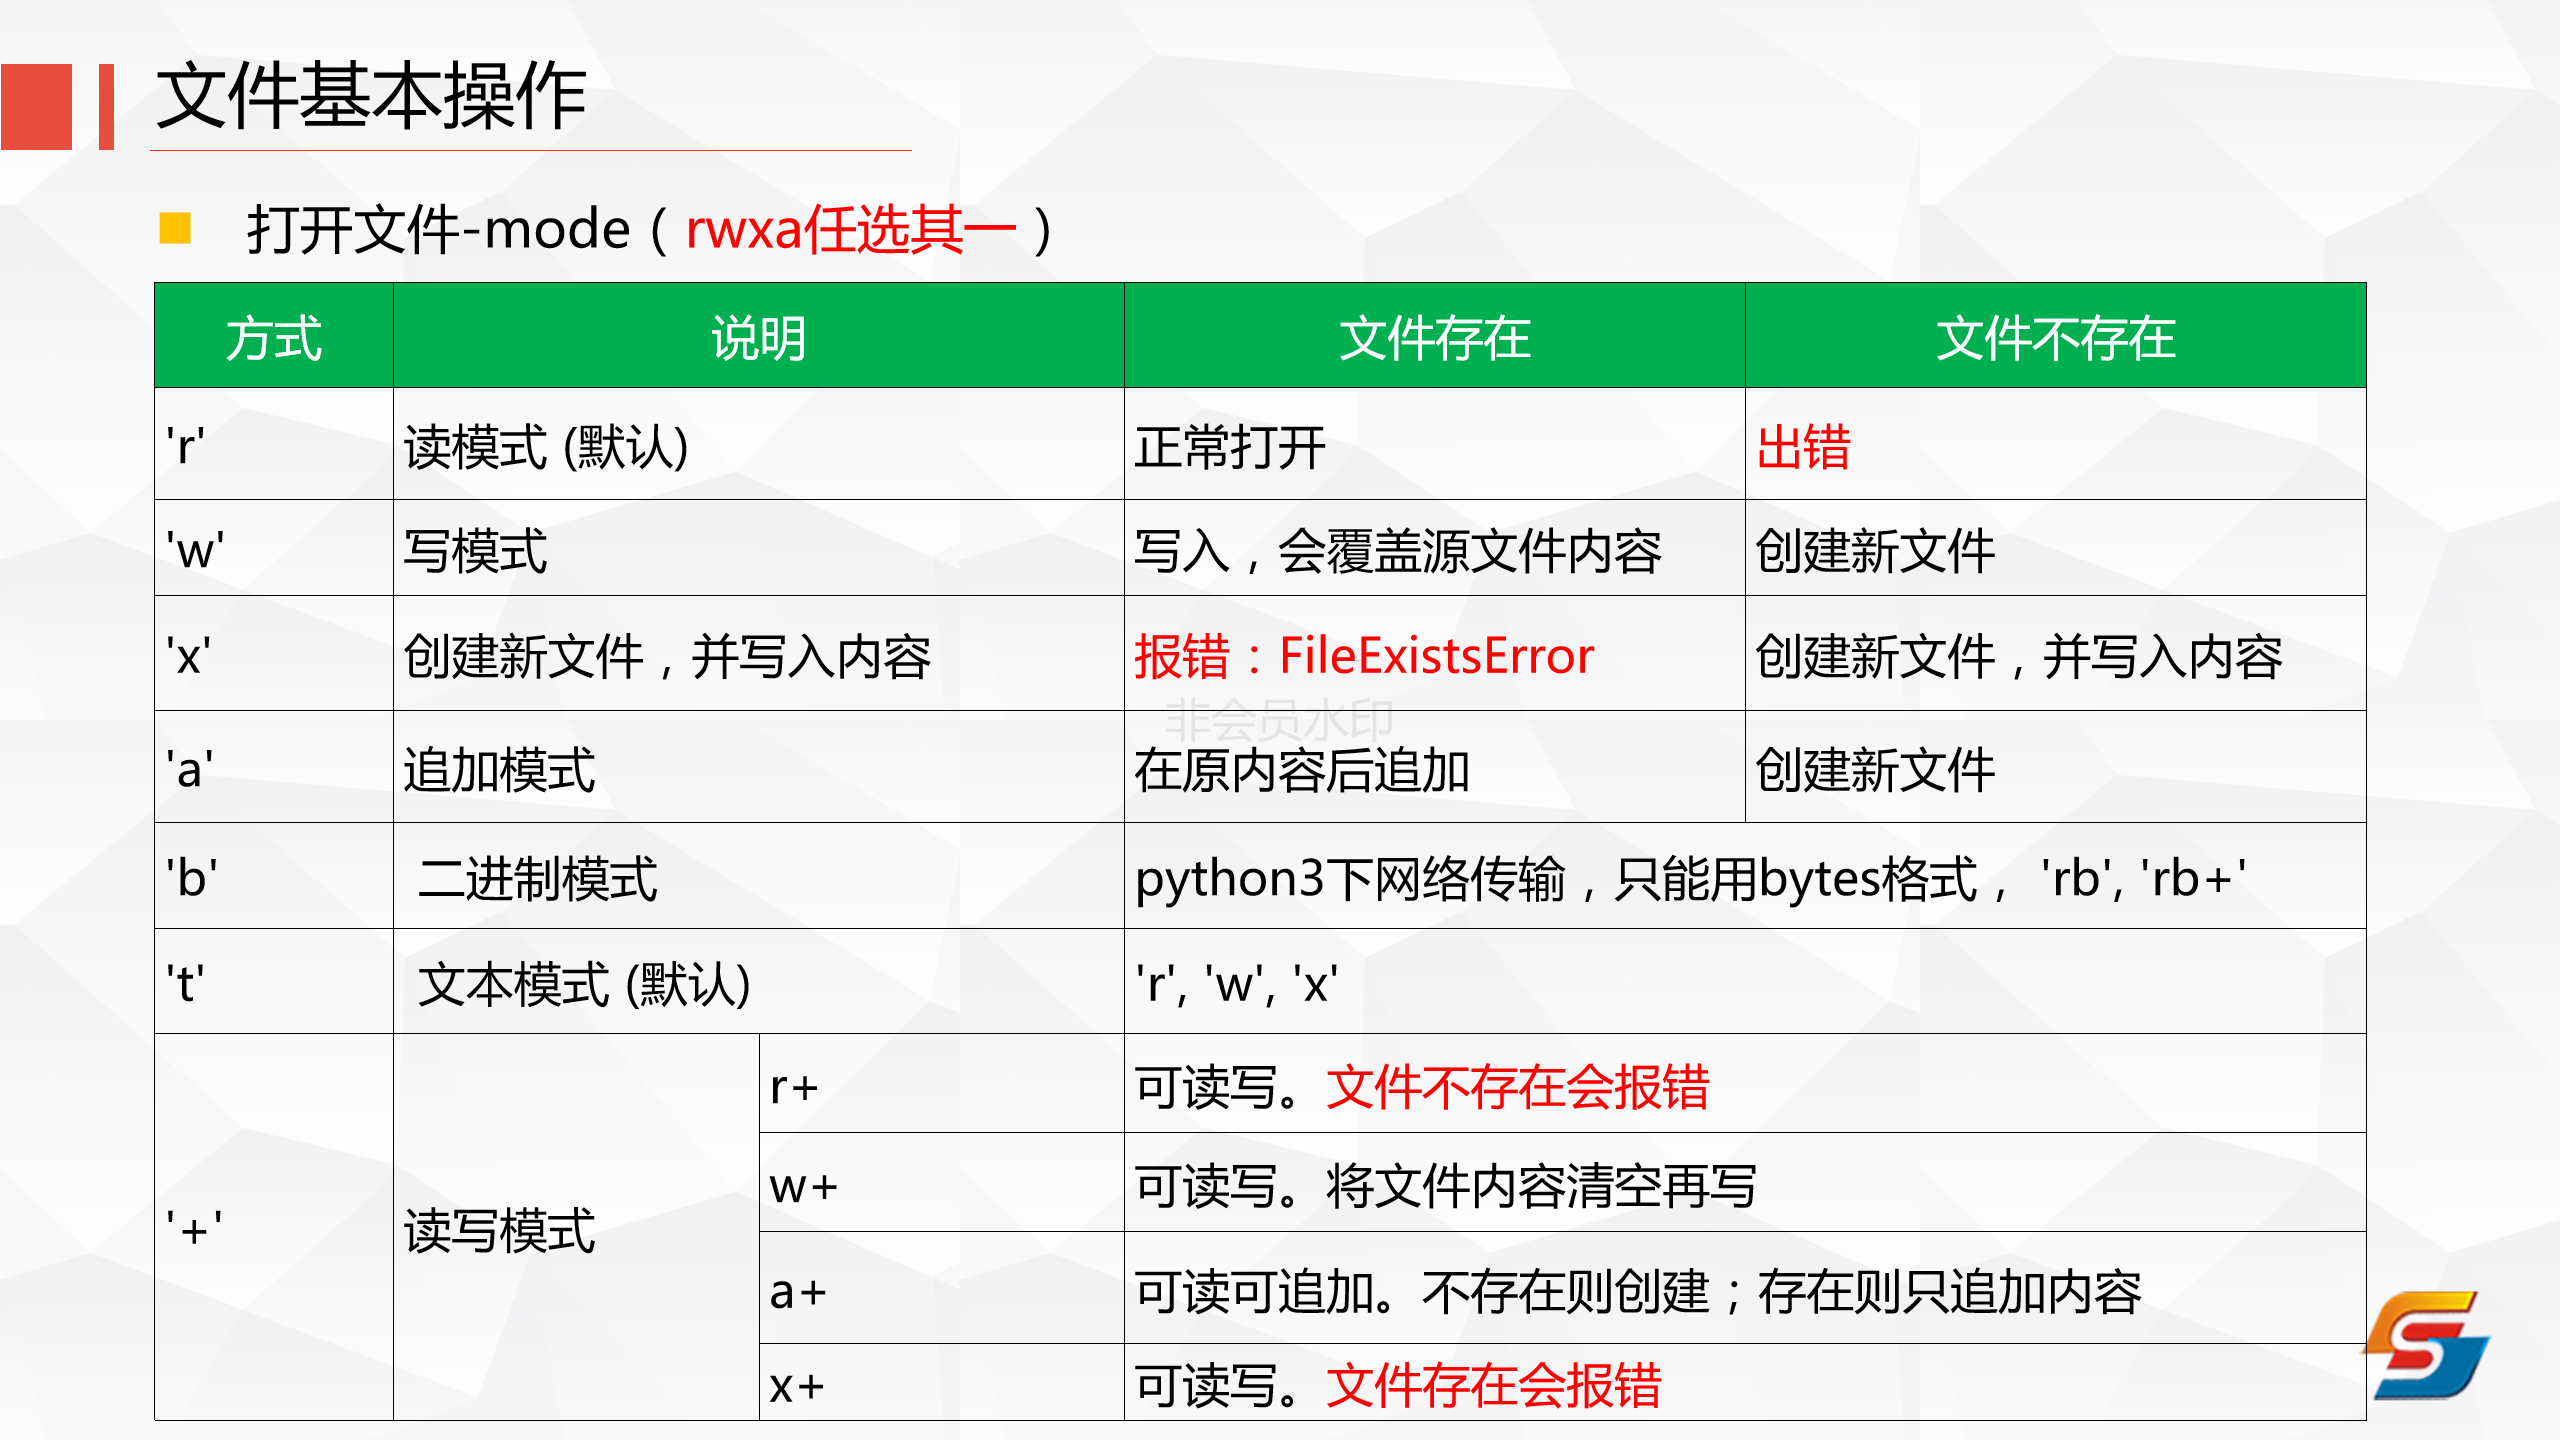 文件基本操作
打开文件-mode（rwxa任选其一）
方式 说明 文件存在 文件不存在
'r' 读模式 (默认) 正常打开 出错
'w' 写模式 写入，会覆盖源文件内容 创建新文件
'x' 创建新文件，并写入内容 报错：FileExistsError 创建新文件，并写入内容
非会员水印
'a' 追加模式 在原内容后追加 创建新文件
'b' 二进制模式 python3下网络传输，只能用bytes格式， 'rb', 'rb+'
't' 文本模式 (默认) 'r', 'w', 'x'
'+' 读写模式
r+ 可读写。文件不存在会报错
w+ 可读写。将文件内容清空再写
a+ 可读可追加。不存在则创建；存在则只追加内容
x+ 可读写。文件存在会报错